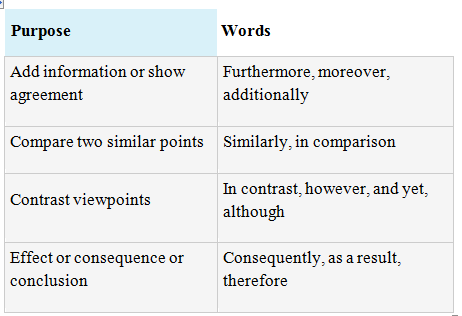 Purpose Words
Add information or show
agreement
Furthermore, moreover,
additionally
Compare two similar points
Similarly, in comparison
Contrast viewpoints
In contrast, however, and yet,
although
Effect or consequence or
conclusion
Consequently, as a result,
therefore